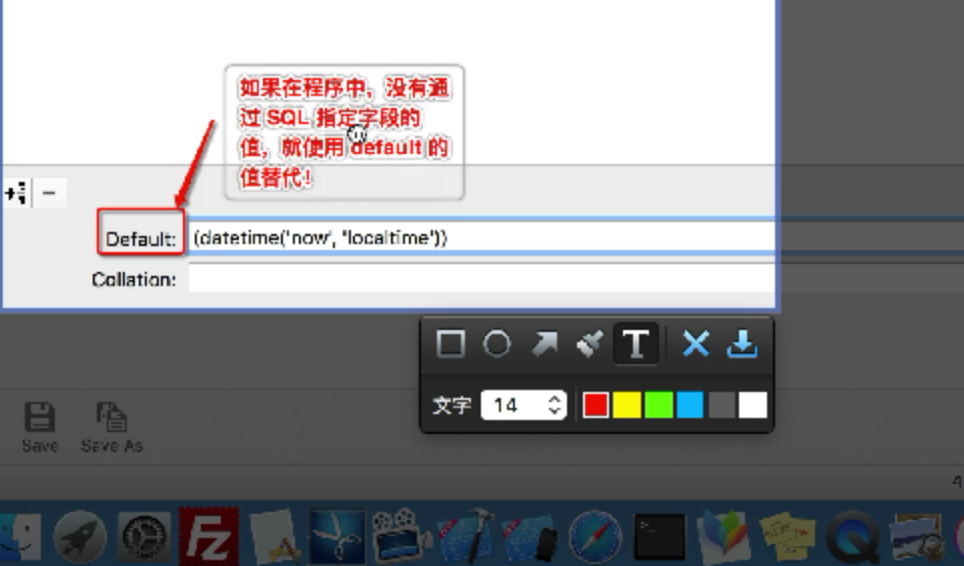 如果在程序中，没有通
过 SQL 指定字段的
值，就使用 default 的
值替代！
Default: (datetime('now', 'localtime'))
Collation:
文字 14
Save Save As
4